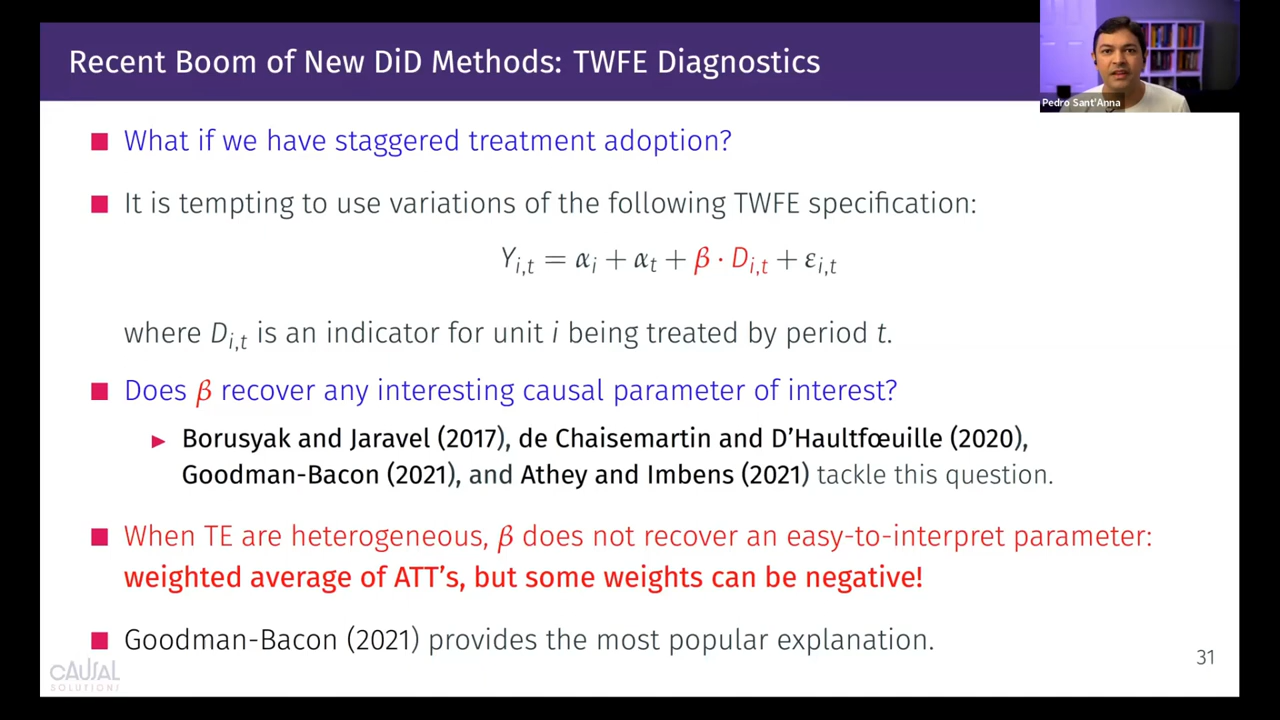 Recent Boom of New DiD Methods: TWFE Diagnostics
Pedro Sant'Anna
■ What if we have staggered treatment adoption?
■ It is tempting to use variations of the following TWFE specification:
Y_{i,t} = α_i + α_t + β · D_{i,t} + ε_{i,t}
where D_{i,t} is an indicator for unit i being treated by period t.
■ Does β recover any interesting causal parameter of interest?
▶ Borusyak and Jaravel (2017), de Chaisemartin and D'Haultfœuille (2020),
Goodman-Bacon (2021), and Athey and Imbens (2021) tackle this question.
■ When TE are heterogeneous, β does not recover an easy-to-interpret parameter:
weighted average of ATT's, but some weights can be negative!
■ Goodman-Bacon (2021) provides the most popular explanation.
31
CAUSAL
SOLUTIONS